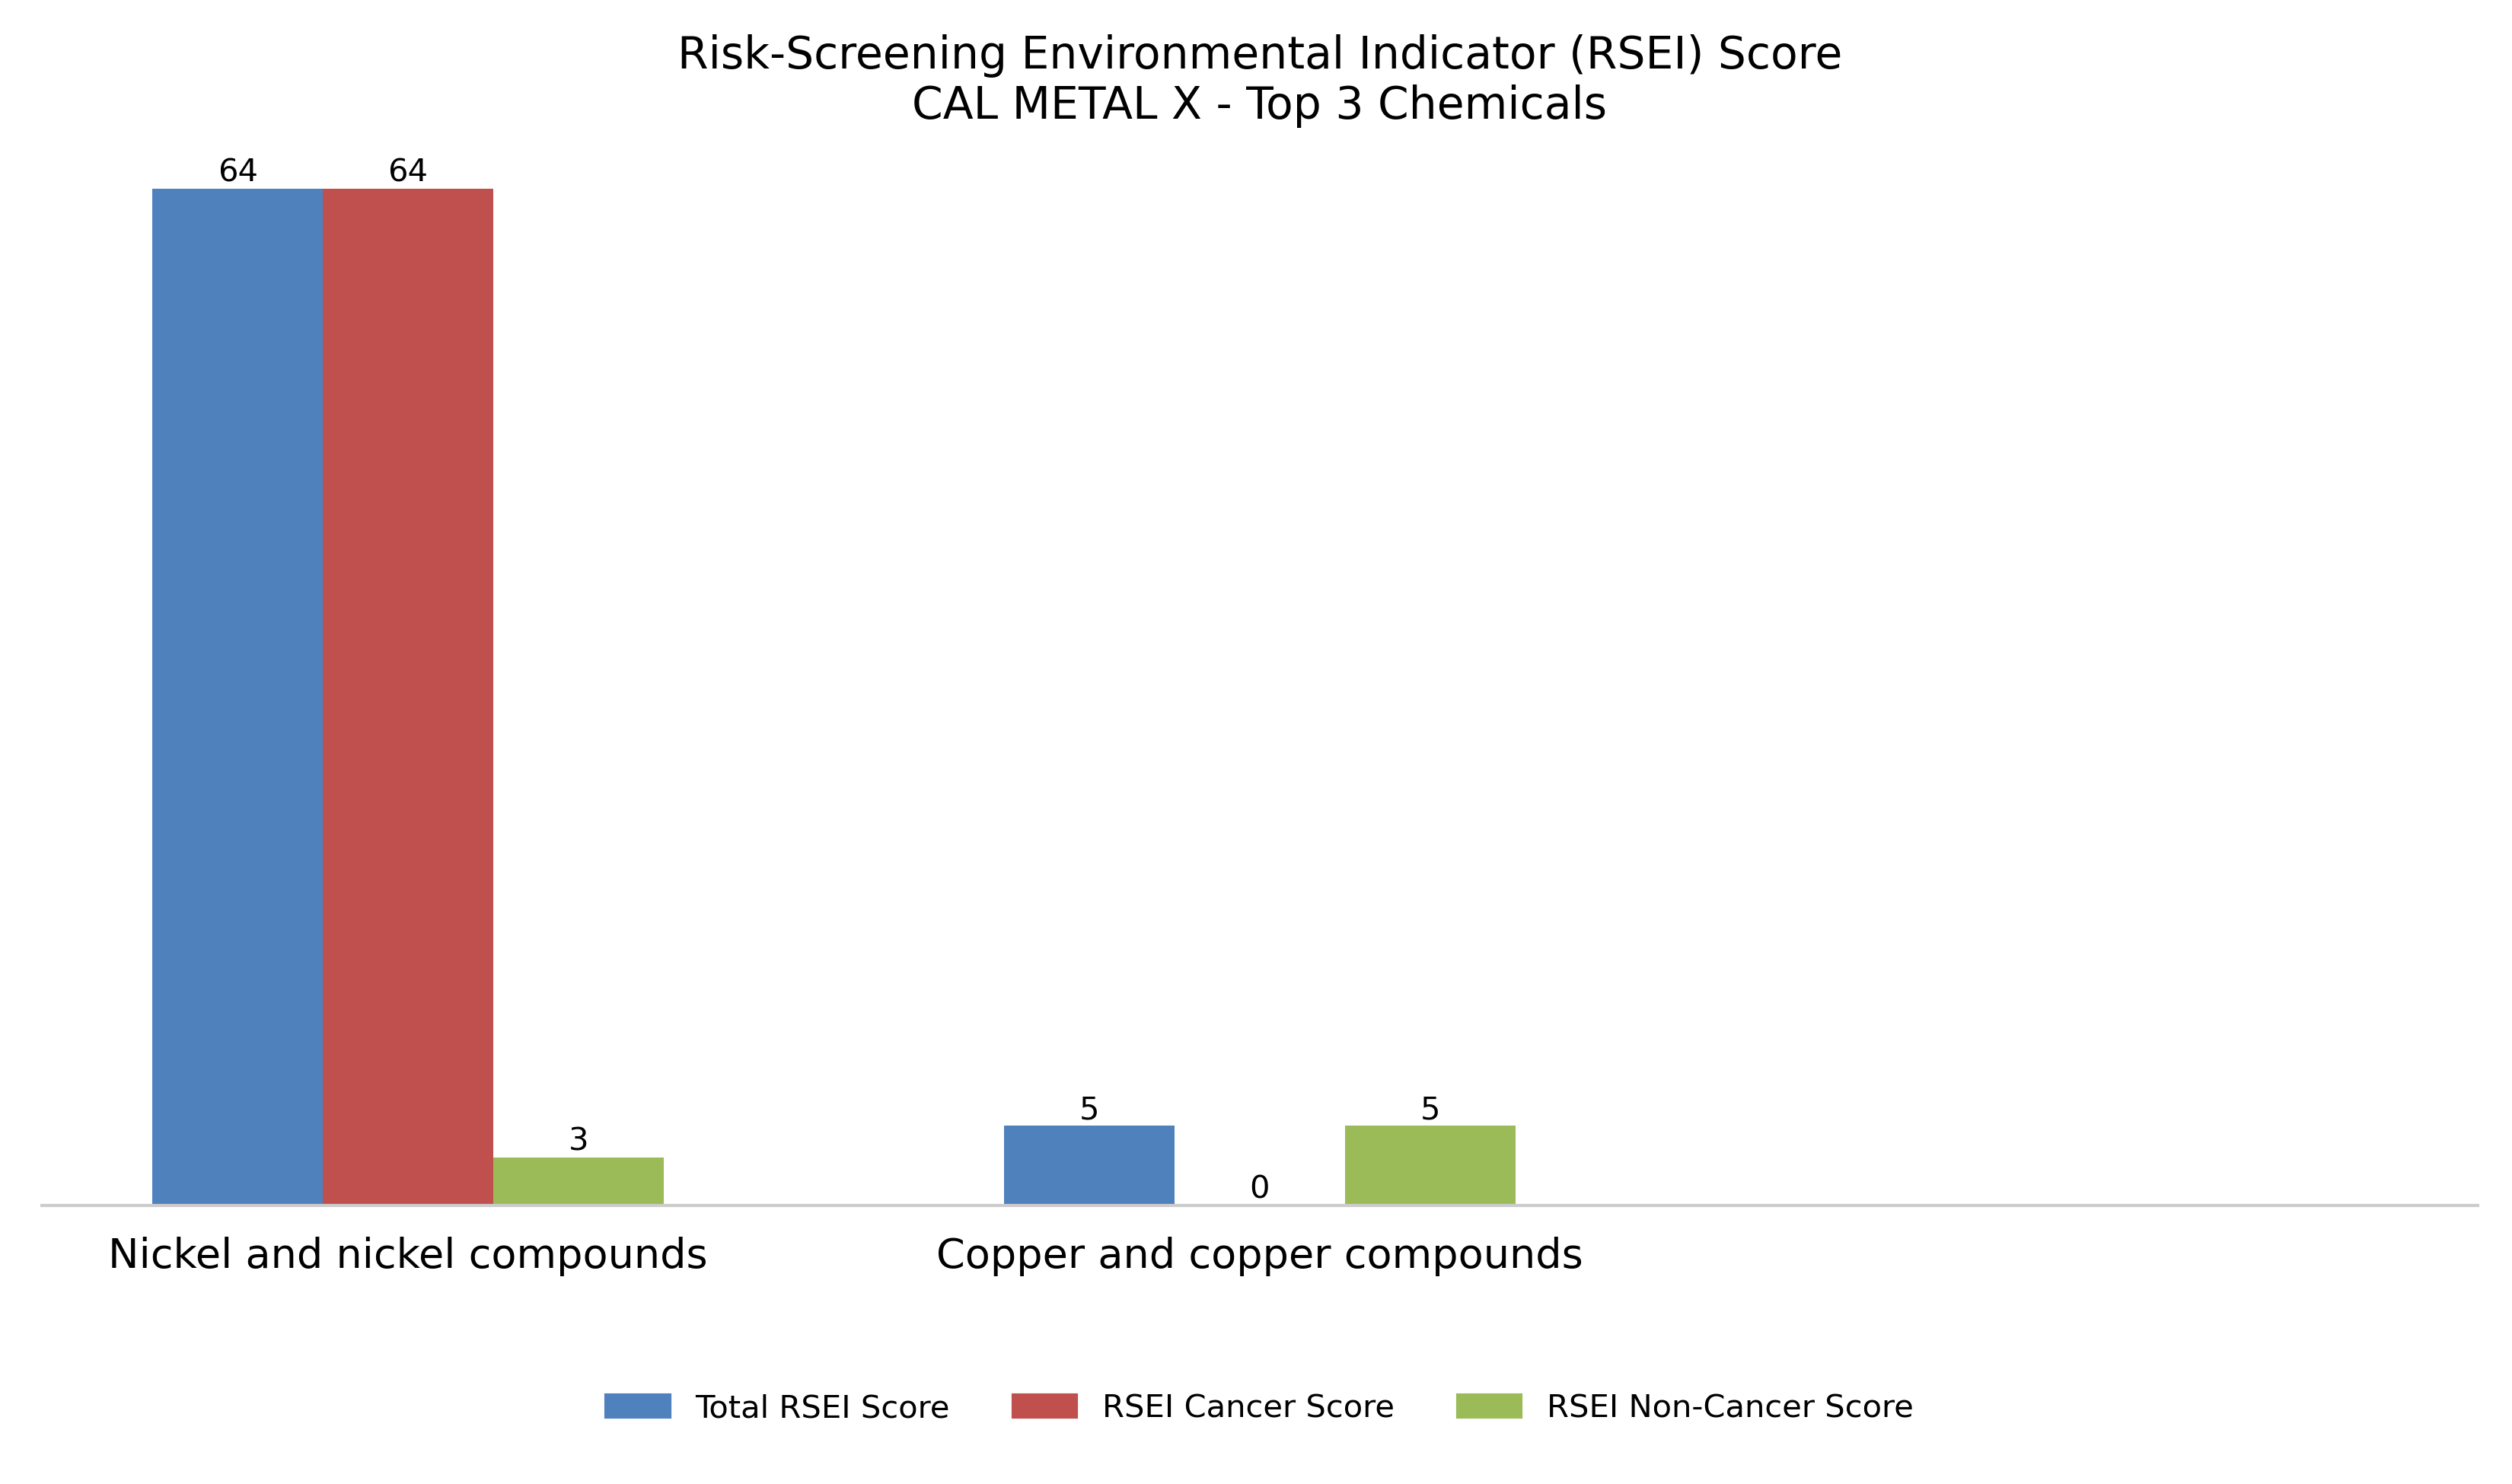 Risk-Screening Environmental Indicator (RSEI) Score
CAL METAL X - Top 3 Chemicals
64
64
3
5
0
5
Nickel and nickel compounds
Copper and copper compounds
Total RSEI Score
RSEI Cancer Score
RSEI Non-Cancer Score